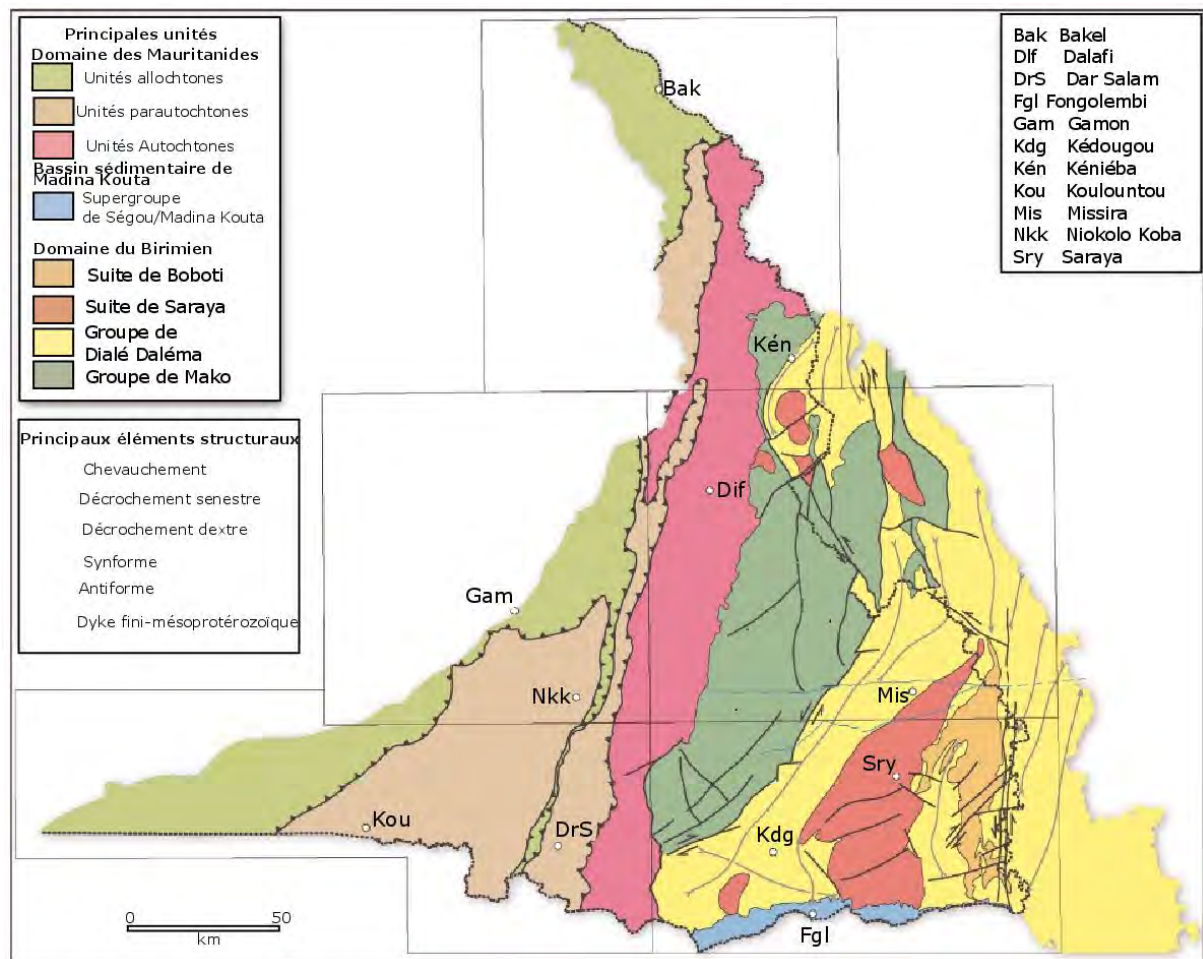 Principales unités
Domaine des Mauritanides
Unités allochtones
Unités parautochtones
Unités Autochtones
Bassin sédimentaire de
Madina Kouta
Supergroupe
de Ségou/Madina Kouta
Domaine du Birimien
Suite de Boboti
Suite de Saraya
Groupe de
Dialé Daléma
Groupe de Mako
Principaux éléments structuraux
Chevauchement
Décrochement senestre
Décrochement dextre
Synforme
Antiforme
Dyke fini-mésoprotérozoïque
Bak Bakel
Dlf Dalafi
DrS Dar Salam
Fgl Fongolembi
Gam Gamon
Kdg Kédougou
Kén Kéniéba
Kou Koulountou
Mis Missira
Nkk Niokolo Koba
Sry Saraya
Bak
Kén
Dif
Gam
Nkk
Mis
Sry
Kou
DrS
Kdg
Fgl
0 50
km